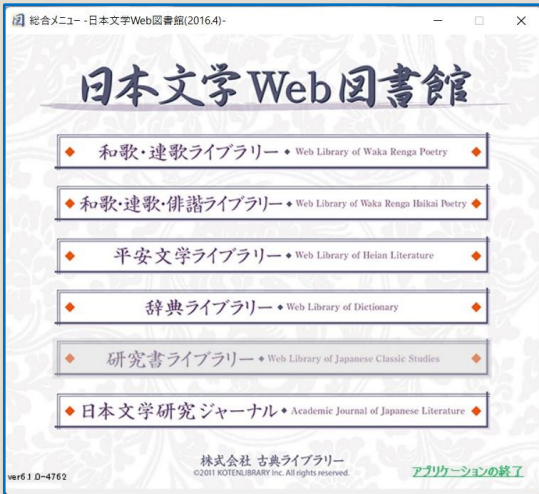 総合メニュー -日本文学Web図書館(2016.4)-
日本文学Web図書館
和歌・連歌ライブラリー ◆ Web Library of Waka Renga Poetry
和歌・連歌・俳諧ライブラリー ◆ Web Library of Waka Renga Haikai Poetry
平安文学ライブラリー ◆ Web Library of Heian Literature
辞典ライブラリー ◆ Web Library of Dictionary
研究書ライブラリー ◆ Web Library of Japanese Classic Studies
日本文学研究ジャーナル ◆ Academic Journal of Japanese Literature
株式会社 古典ライブラリー
©2011 KOTENLIBRARY Inc. All rights reserved.
ver6.1.0-4762
アプリケーションの終了